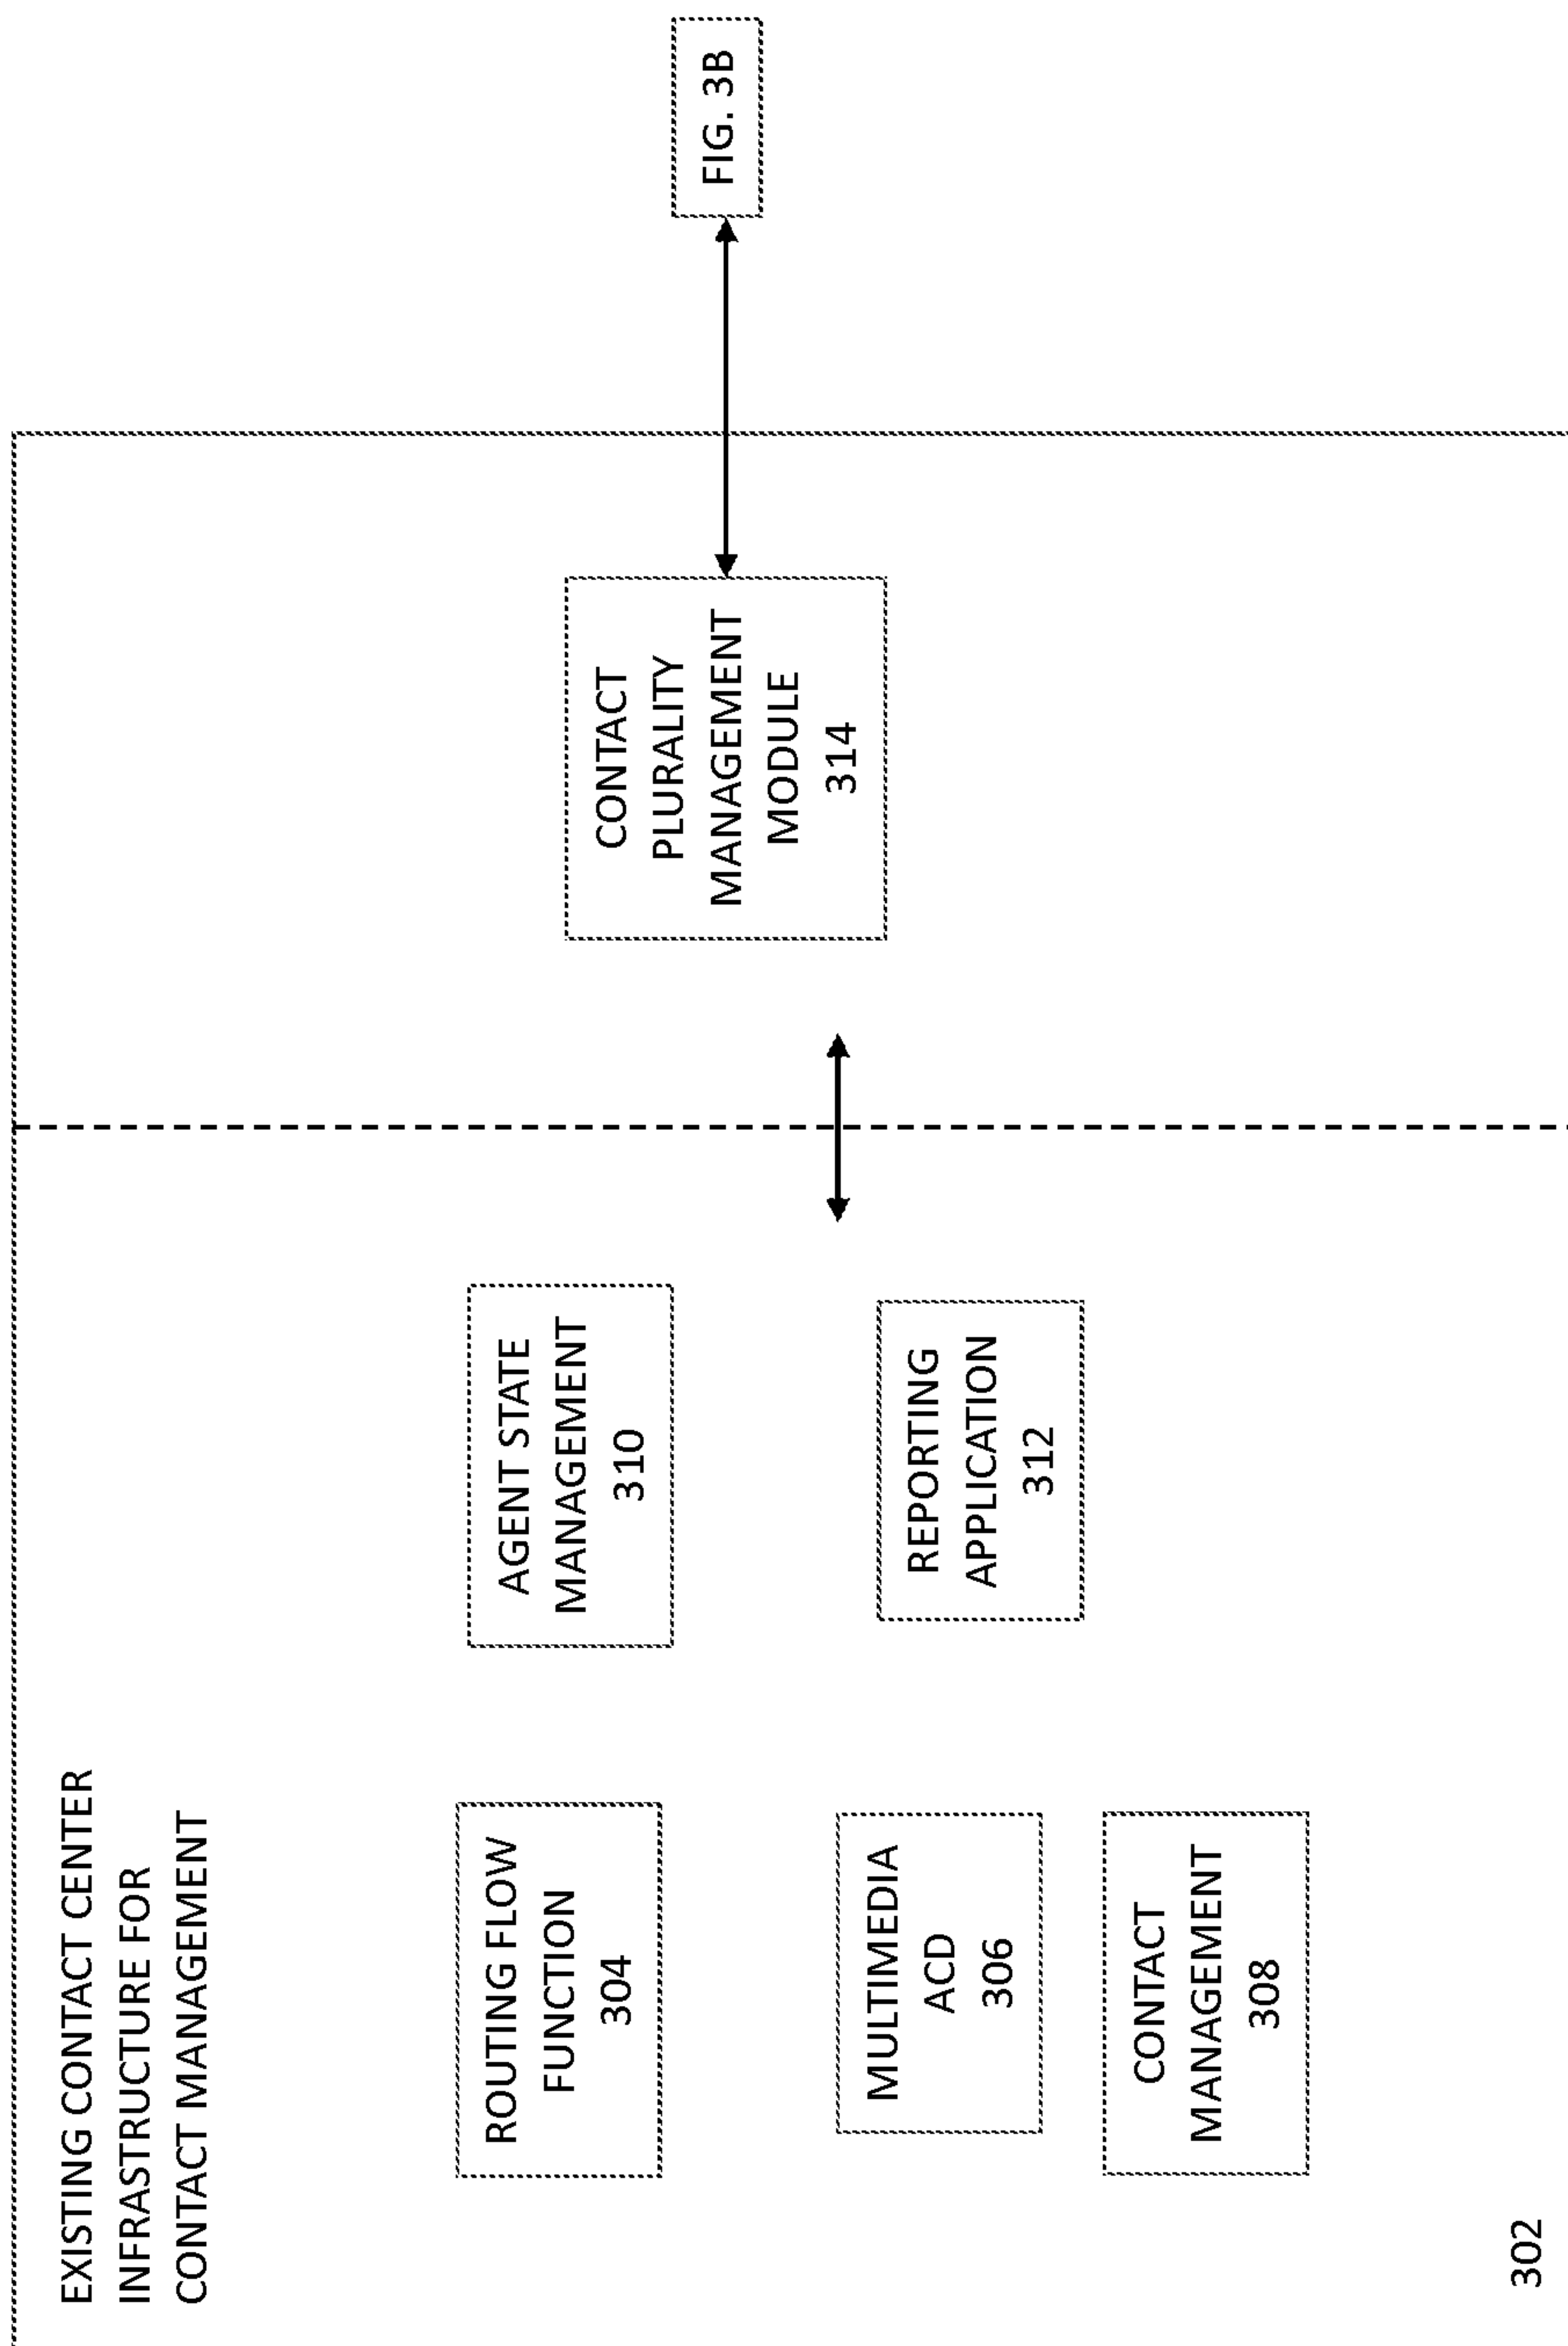 EXISTING CONTACT CENTER
INFRASTRUCTURE FOR
CONTACT MANAGEMENT
ROUTING FLOW
FUNCTION
304
AGENT STATE
MANAGEMENT
310
MULTIMEDIA
ACD
306
REPORTING
APPLICATION
312
CONTACT
MANAGEMENT
308
CONTACT
PLURALITY
MANAGEMENT
MODULE
314
FIG. 3B
302